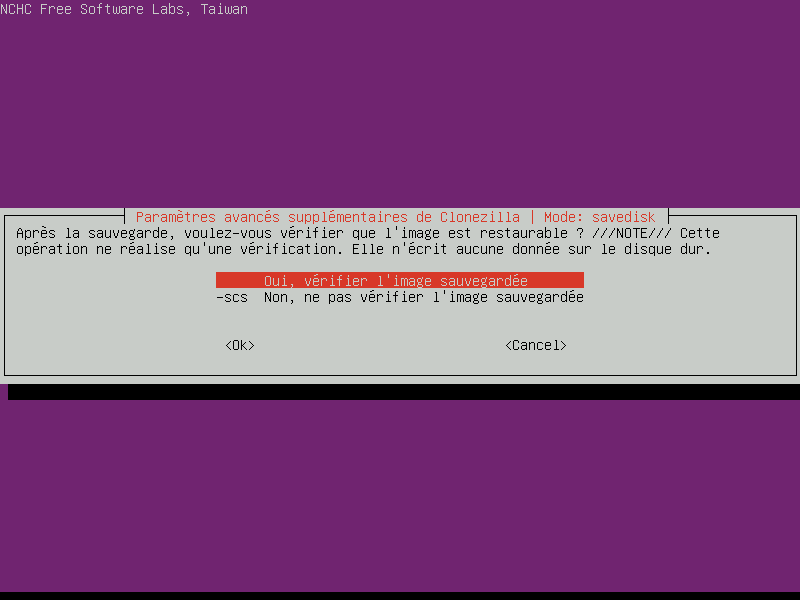 NCHC Free Software Labs, Taiwan
Paramètres avancés supplémentaires de Clonezilla | Mode: savedisk
Après la sauvegarde, voulez-vous vérifier que l'image est restaurable ? ///NOTE/// Cette
opération ne réalise qu'une vérification. Elle n'écrit aucune donnée sur le disque dur.
Oui, vérifier l'image sauvegardée
-scs Non, ne pas vérifier l'image sauvegardée
<Ok> <Cancel>